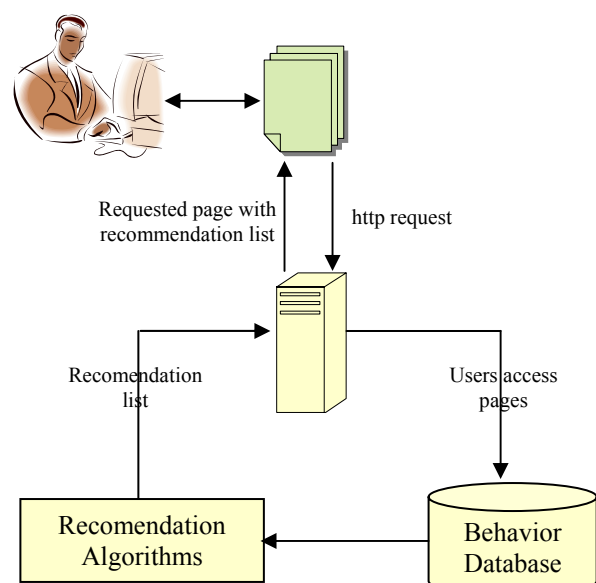 Requested page with
recommendation list
http request
Recomendation
list
Users access
pages
Recomendation
Algorithms
Behavior
Database